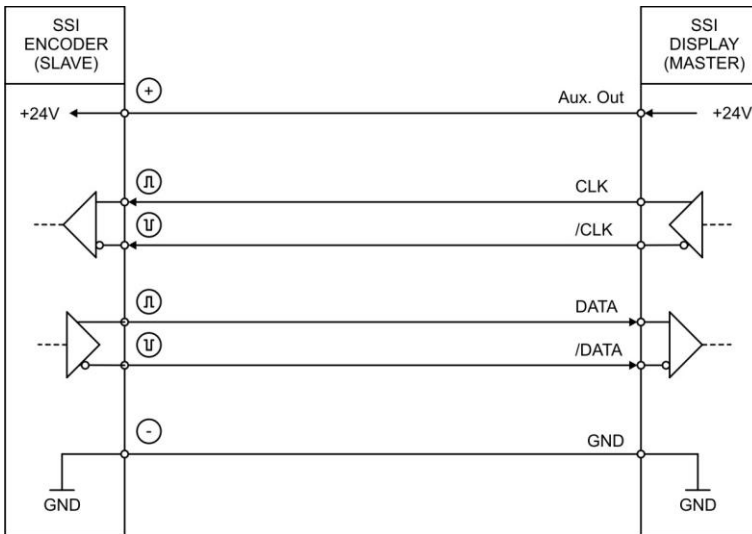 SSI
ENCODER
(SLAVE)
SSI
DISPLAY
(MASTER)
+
Aux. Out
+24V
+24V
CLK
/CLK
DATA
/DATA
-
GND
GND
GND